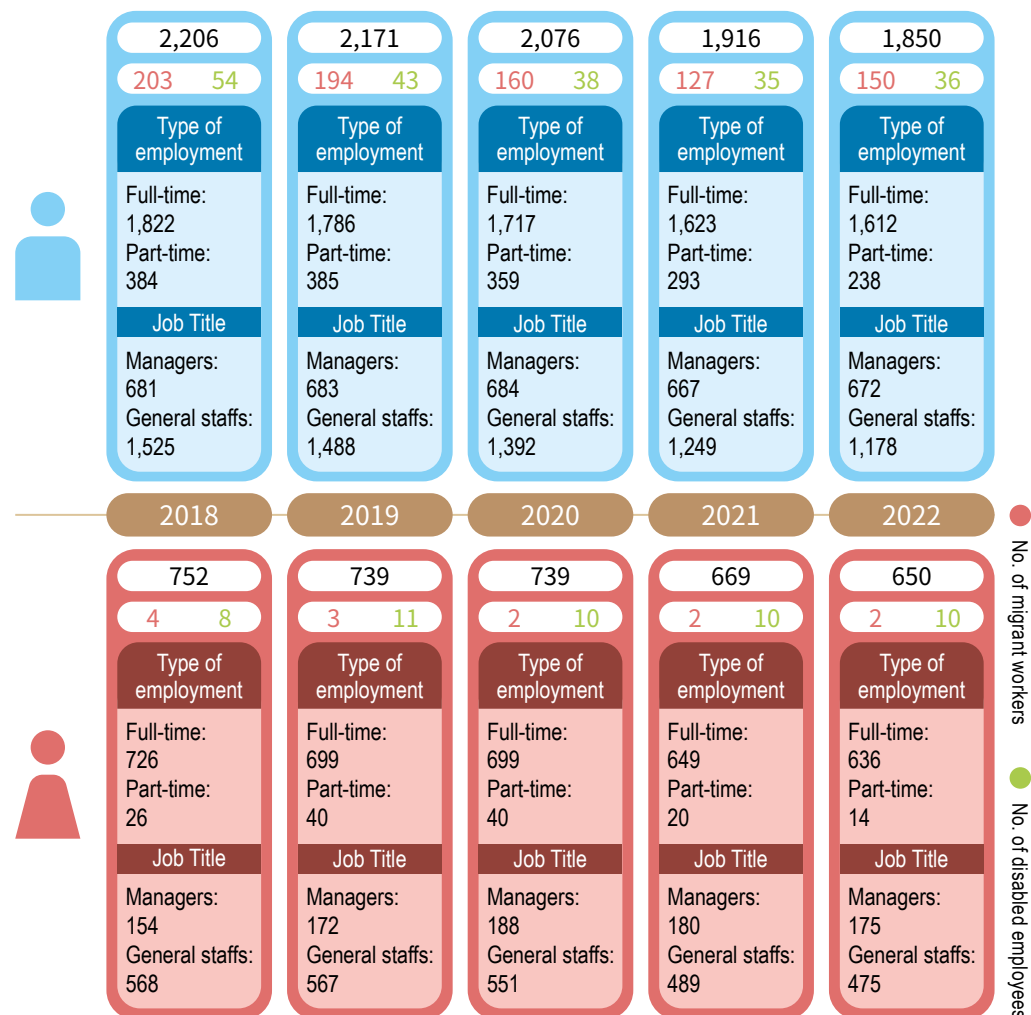 2,206
203 54
Type of
employment
Full-time:
1,822
Part-time:
384
Job Title
Managers:
681
General staffs:
1,525
2,171
194 43
Type of
employment
Full-time:
1,786
Part-time:
385
Job Title
Managers:
683
General staffs:
1,488
2,076
160 38
Type of
employment
Full-time:
1,717
Part-time:
359
Job Title
Managers:
684
General staffs:
1,392
1,916
127 35
Type of
employment
Full-time:
1,623
Part-time:
293
Job Title
Managers:
667
General staffs:
1,249
1,850
150 36
Type of
employment
Full-time:
1,612
Part-time:
238
Job Title
Managers:
672
General staffs:
1,178
2018
2019
2020
2021
2022
752
4 8
Type of
employment
Full-time:
726
Part-time:
26
Job Title
Managers:
154
General staffs:
568
739
3 11
Type of
employment
Full-time:
699
Part-time:
40
Job Title
Managers:
172
General staffs:
567
739
2 10
Type of
employment
Full-time:
699
Part-time:
40
Job Title
Managers:
188
General staffs:
551
669
2 10
Type of
employment
Full-time:
649
Part-time:
20
Job Title
Managers:
180
General staffs:
489
650
2 10
Type of
employment
Full-time:
636
Part-time:
14
Job Title
Managers:
175
General staffs:
475
No. of migrant workers
No. of disabled employees